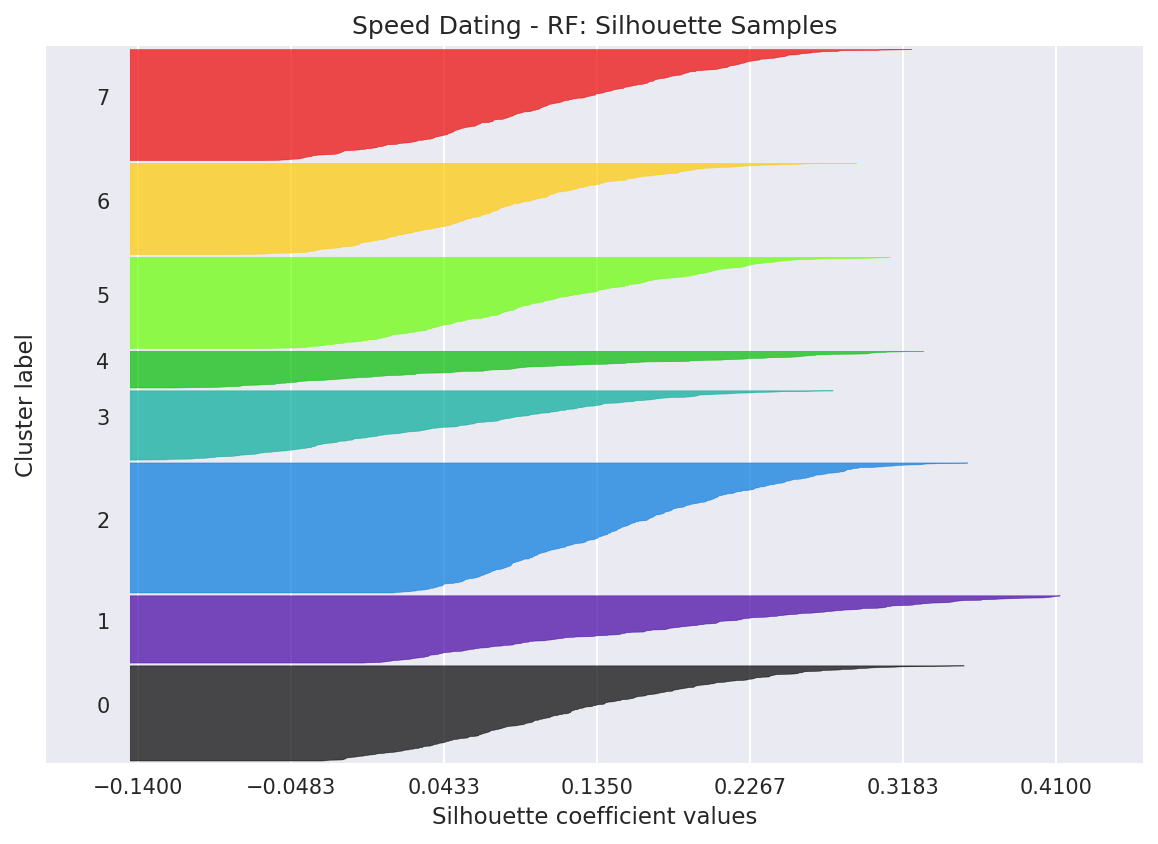 Speed Dating - RF: Silhouette Samples
7
6
5
4
3
2
1
0
Cluster label
−0.1400 −0.0483 0.0433 0.1350 0.2267 0.3183 0.4100
Silhouette coefficient values